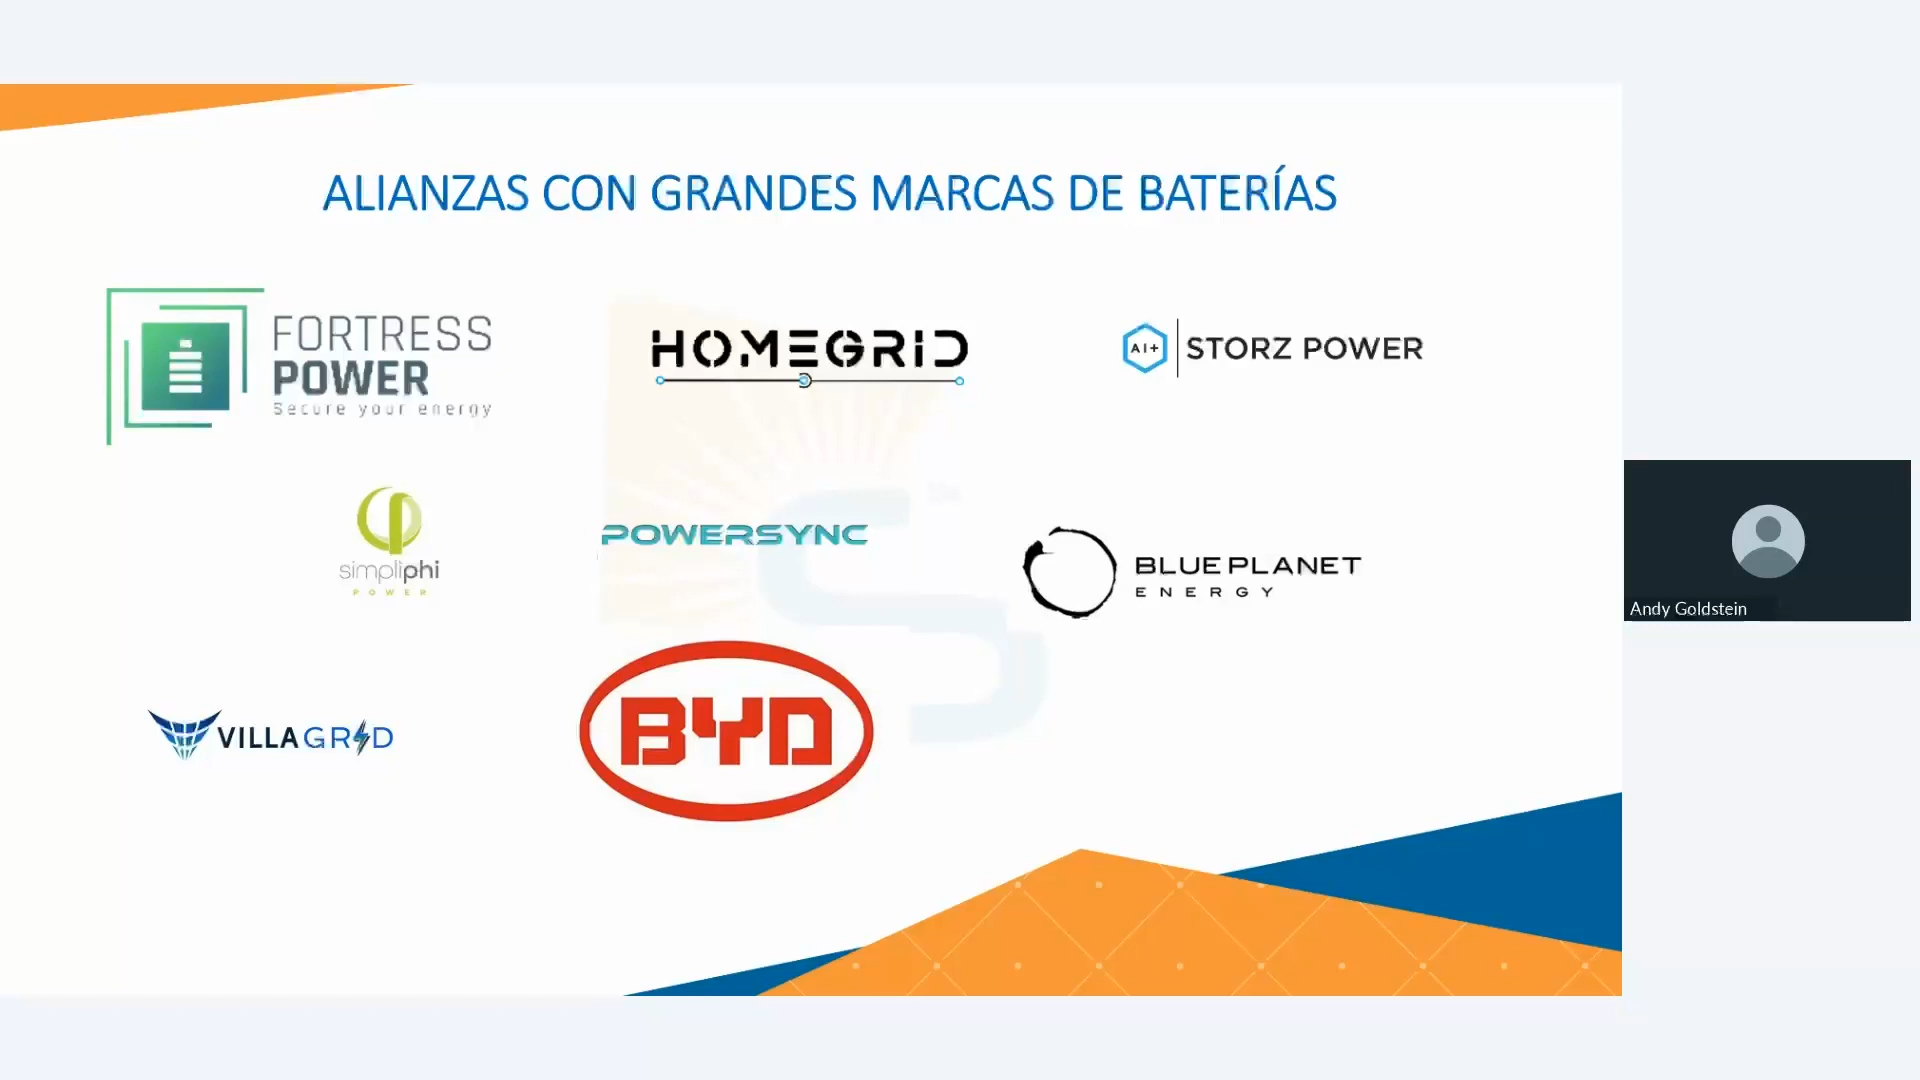 ALIANZAS CON GRANDES MARCAS DE BATERÍAS
FORTRESS
POWER
Secure your energy
HOMEGRID
AI+
STORZ POWER
simpliphi
POWER
POWERSYNC
BLUE PLANET
ENERGY
Andy Goldstein
VILLAGRID
BYD